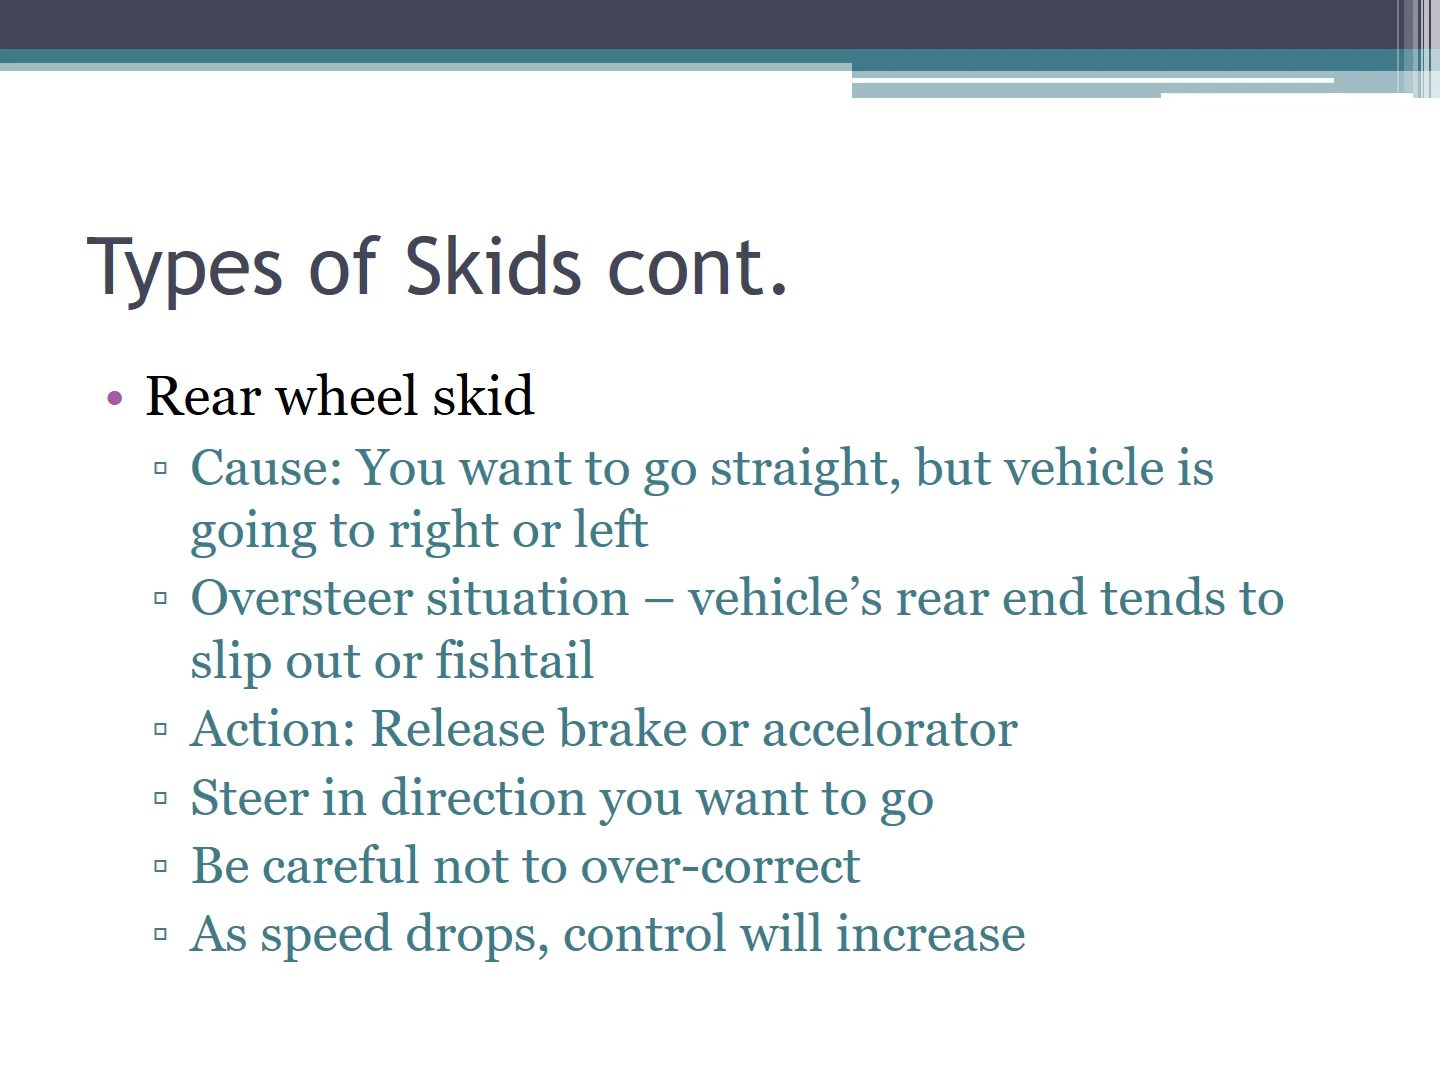 Types of Skids cont.
• Rear wheel skid
▫ Cause: You want to go straight, but vehicle is
going to right or left
▫ Oversteer situation – vehicle’s rear end tends to
slip out or fishtail
▫ Action: Release brake or accelorator
▫ Steer in direction you want to go
▫ Be careful not to over-correct
▫ As speed drops, control will increase